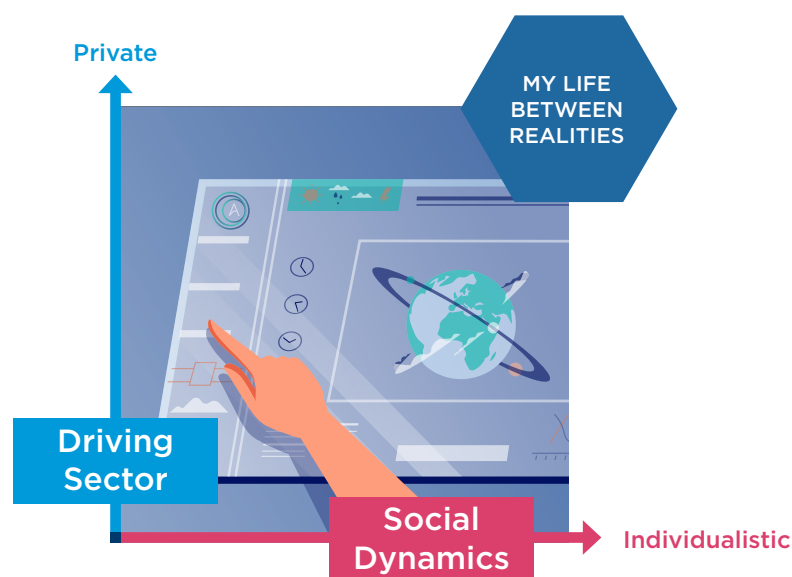 Private
MY LIFE
BETWEEN
REALITIES
A
Driving
Sector
Social
Dynamics
Individualistic